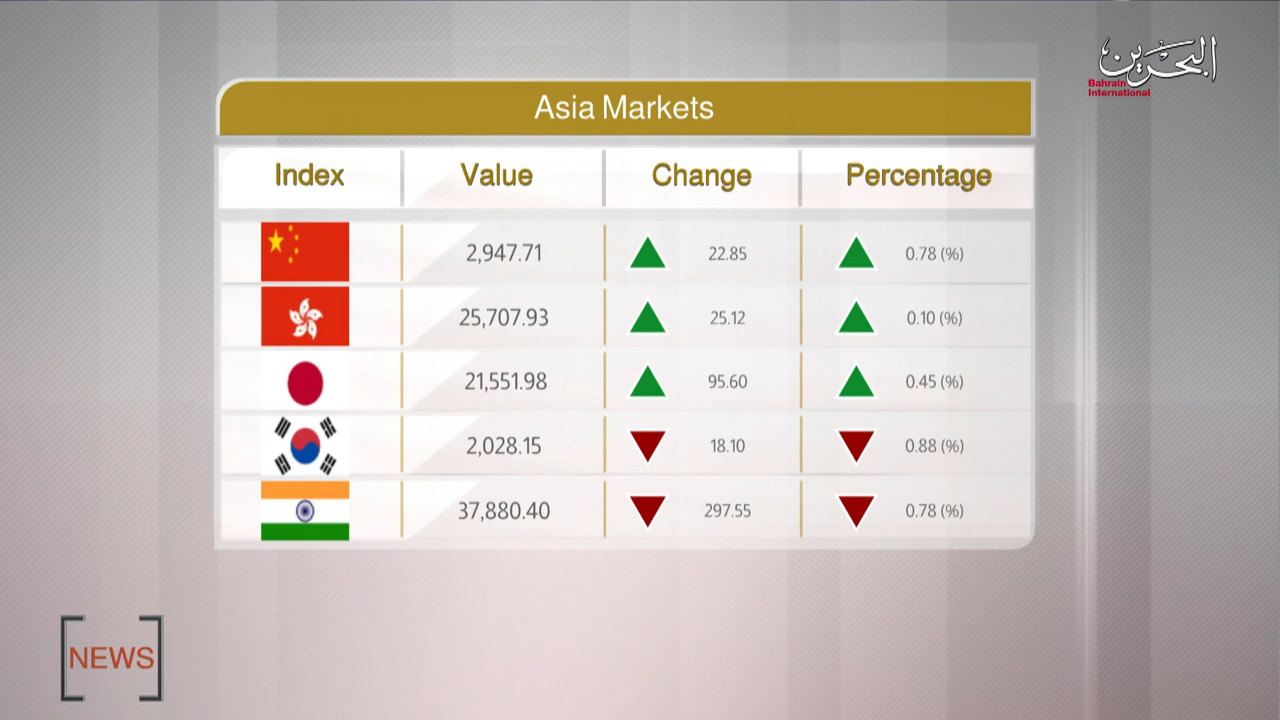 البحرين
Bahrain
International
Asia Markets
Index Value Change Percentage
2,947.71 22.85 0.78 (%)
25,707.93 25.12 0.10 (%)
21,551.98 95.60 0.45 (%)
2,028.15 18.10 0.88 (%)
37,880.40 297.55 0.78 (%)
NEWS